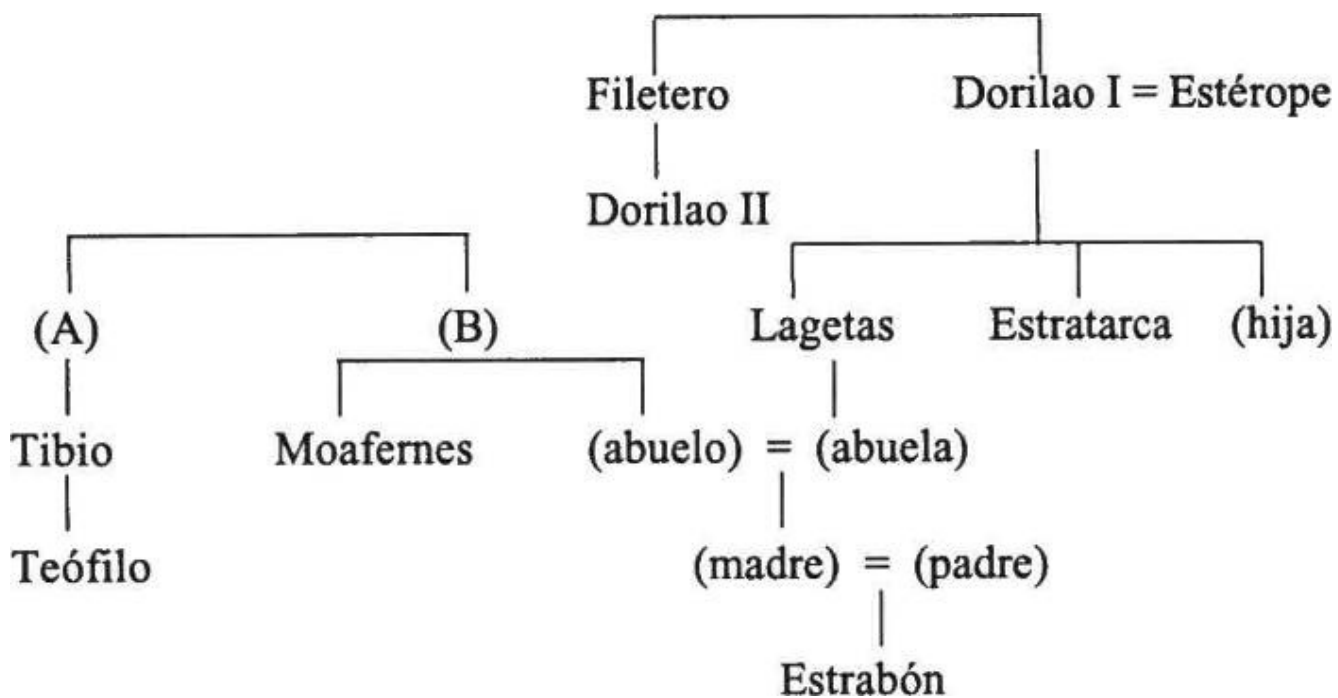 Filetero Dorilao I = Estérope
Dorilao II
(A) (B) Lagetas Estratarca (hija)
Tibio Moafernes (abuelo) = (abuela)
Teófilo (madre) = (padre)
Estrabón